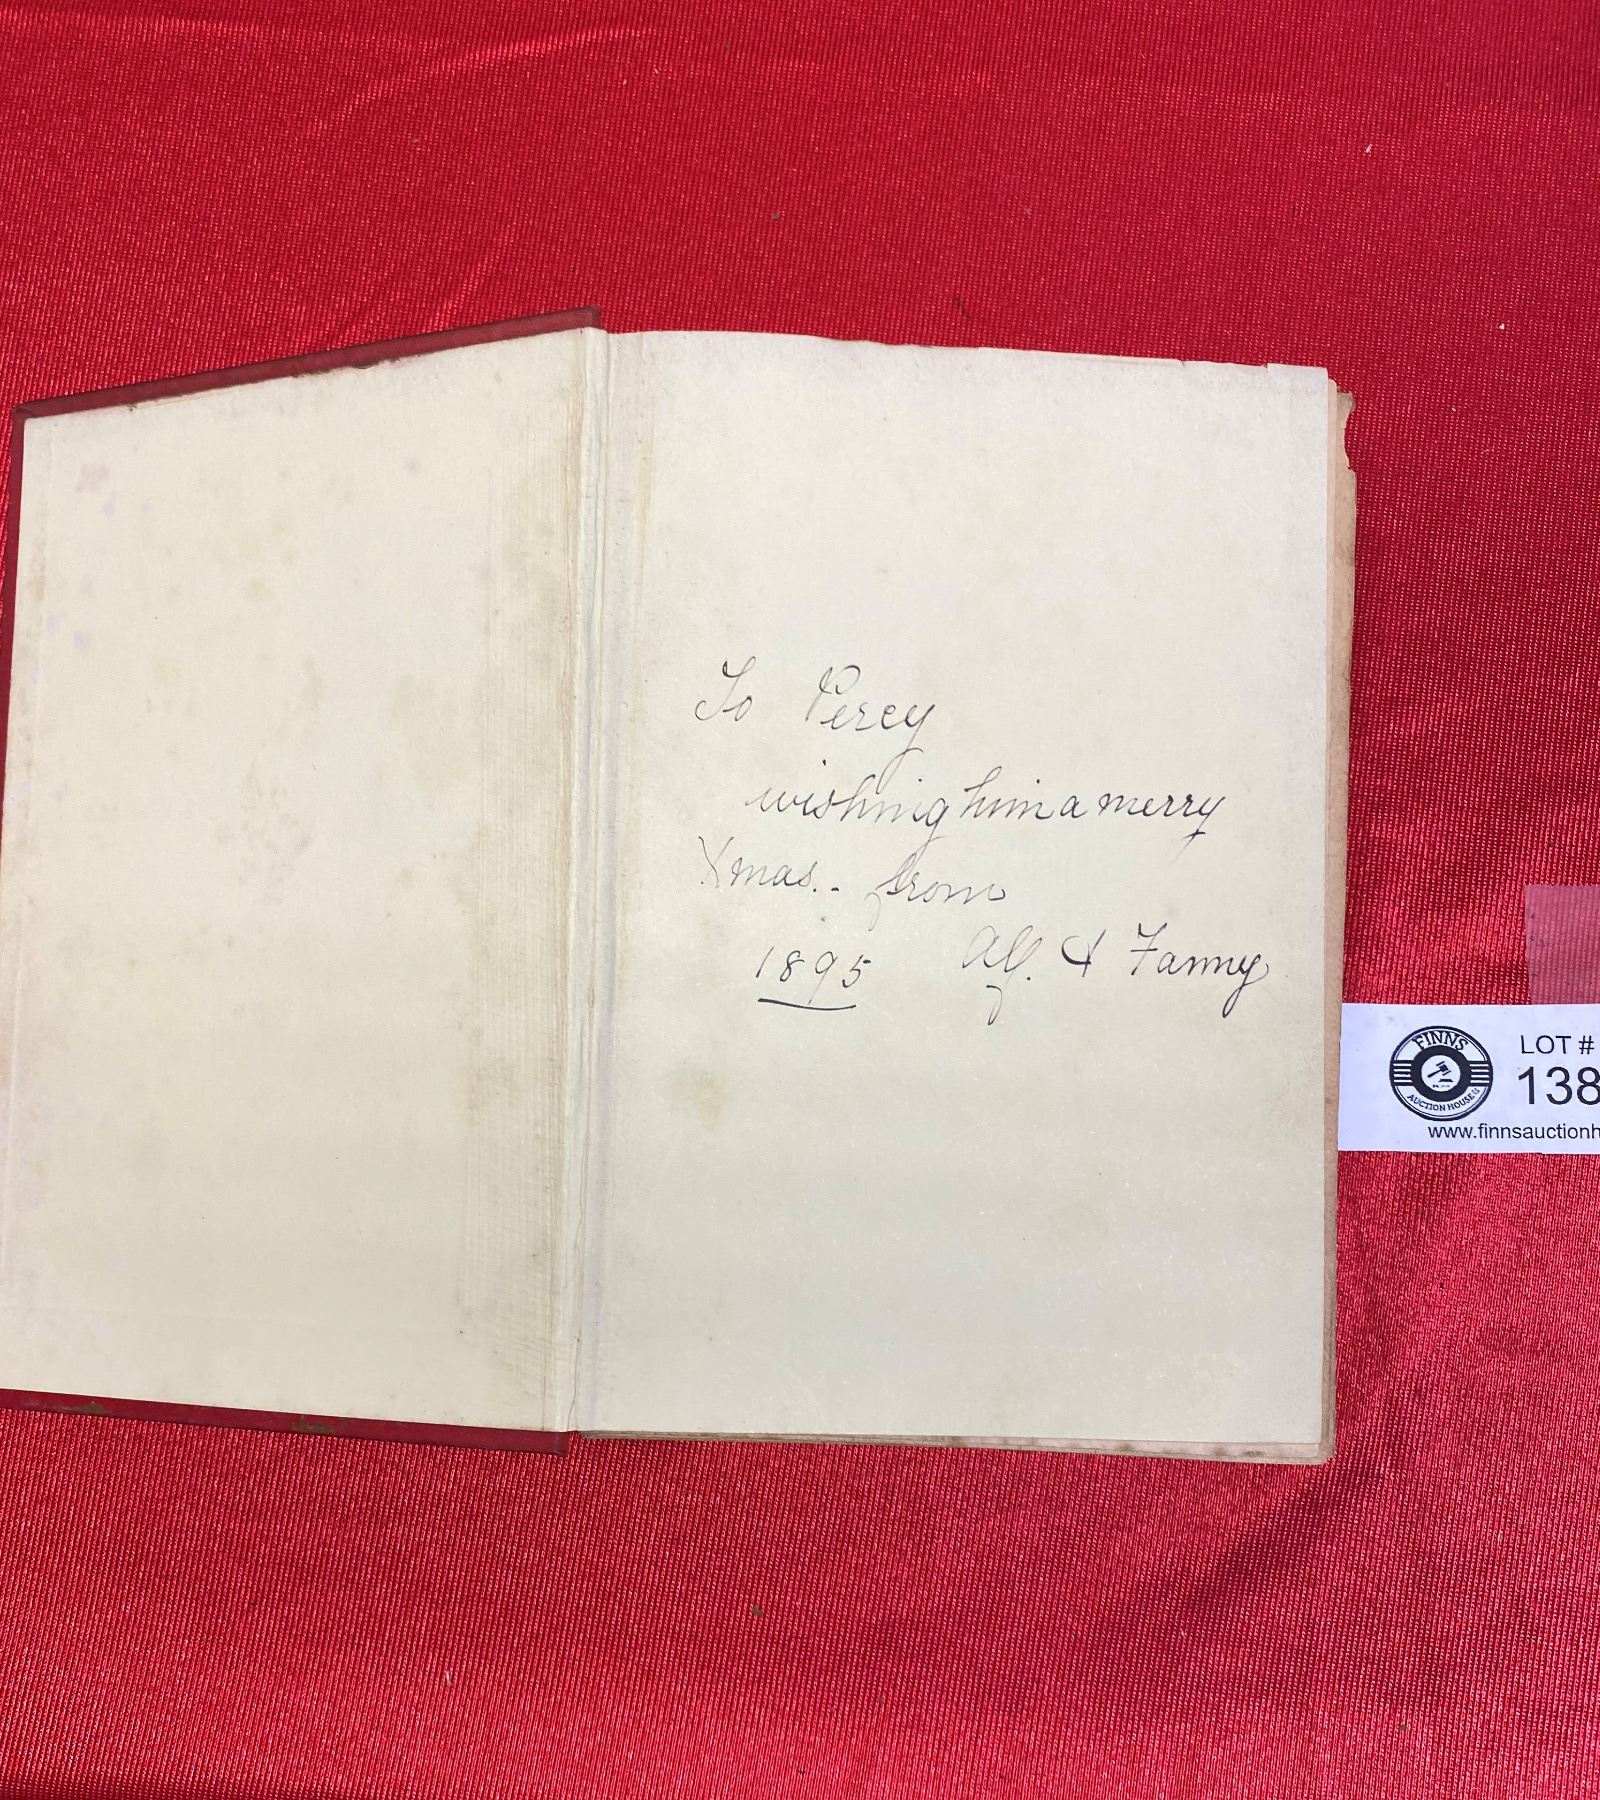 To Percy
wishing him a merry
Xmas. - from
1895 Alf. & Fanny
FINNS
AUCTION HOUSE
LOT #
138
www.finnsauctionh